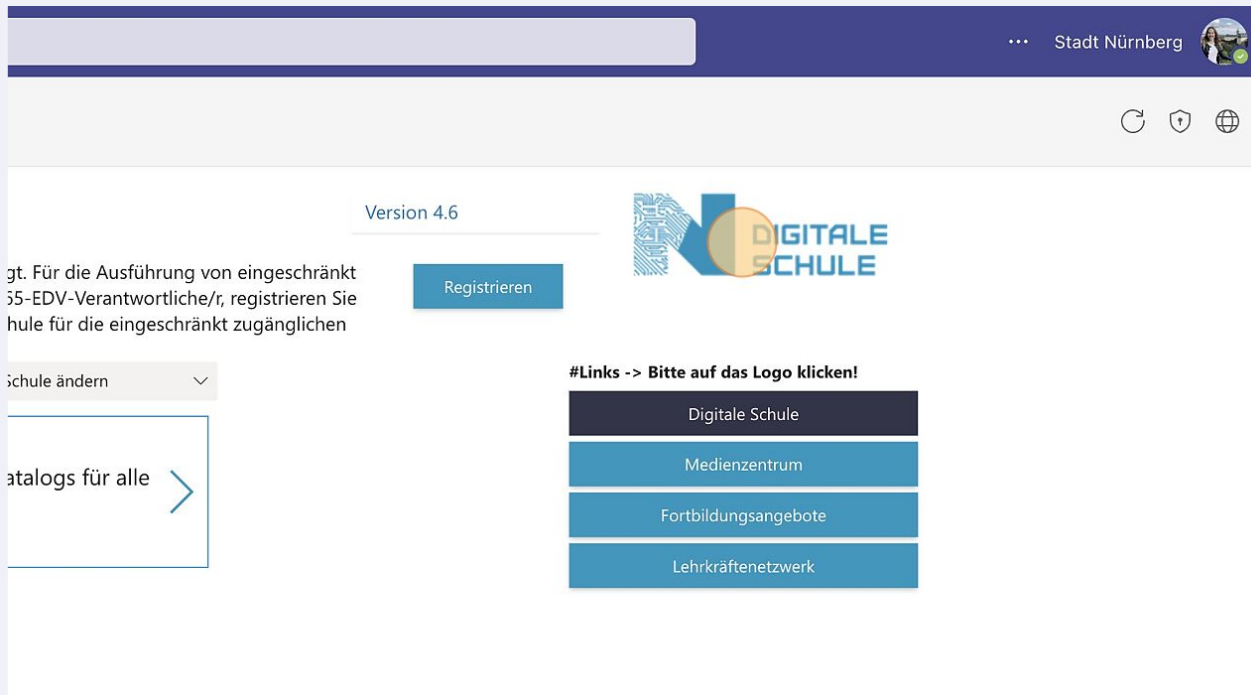 Stadt Nürnberg
Version 4.6
DIGITALE
SCHULE
gt. Für die Ausführung von eingeschränkt
65-EDV-Verantwortliche/r, registrieren Sie
hule für die eingeschränkt zugänglichen
Registrieren
Schule ändern
#Links -> Bitte auf das Logo klicken!
Digitale Schule
atalogs für alle
Medienzentrum
Fortbildungsangebote
Lehrkräftenetzwerk